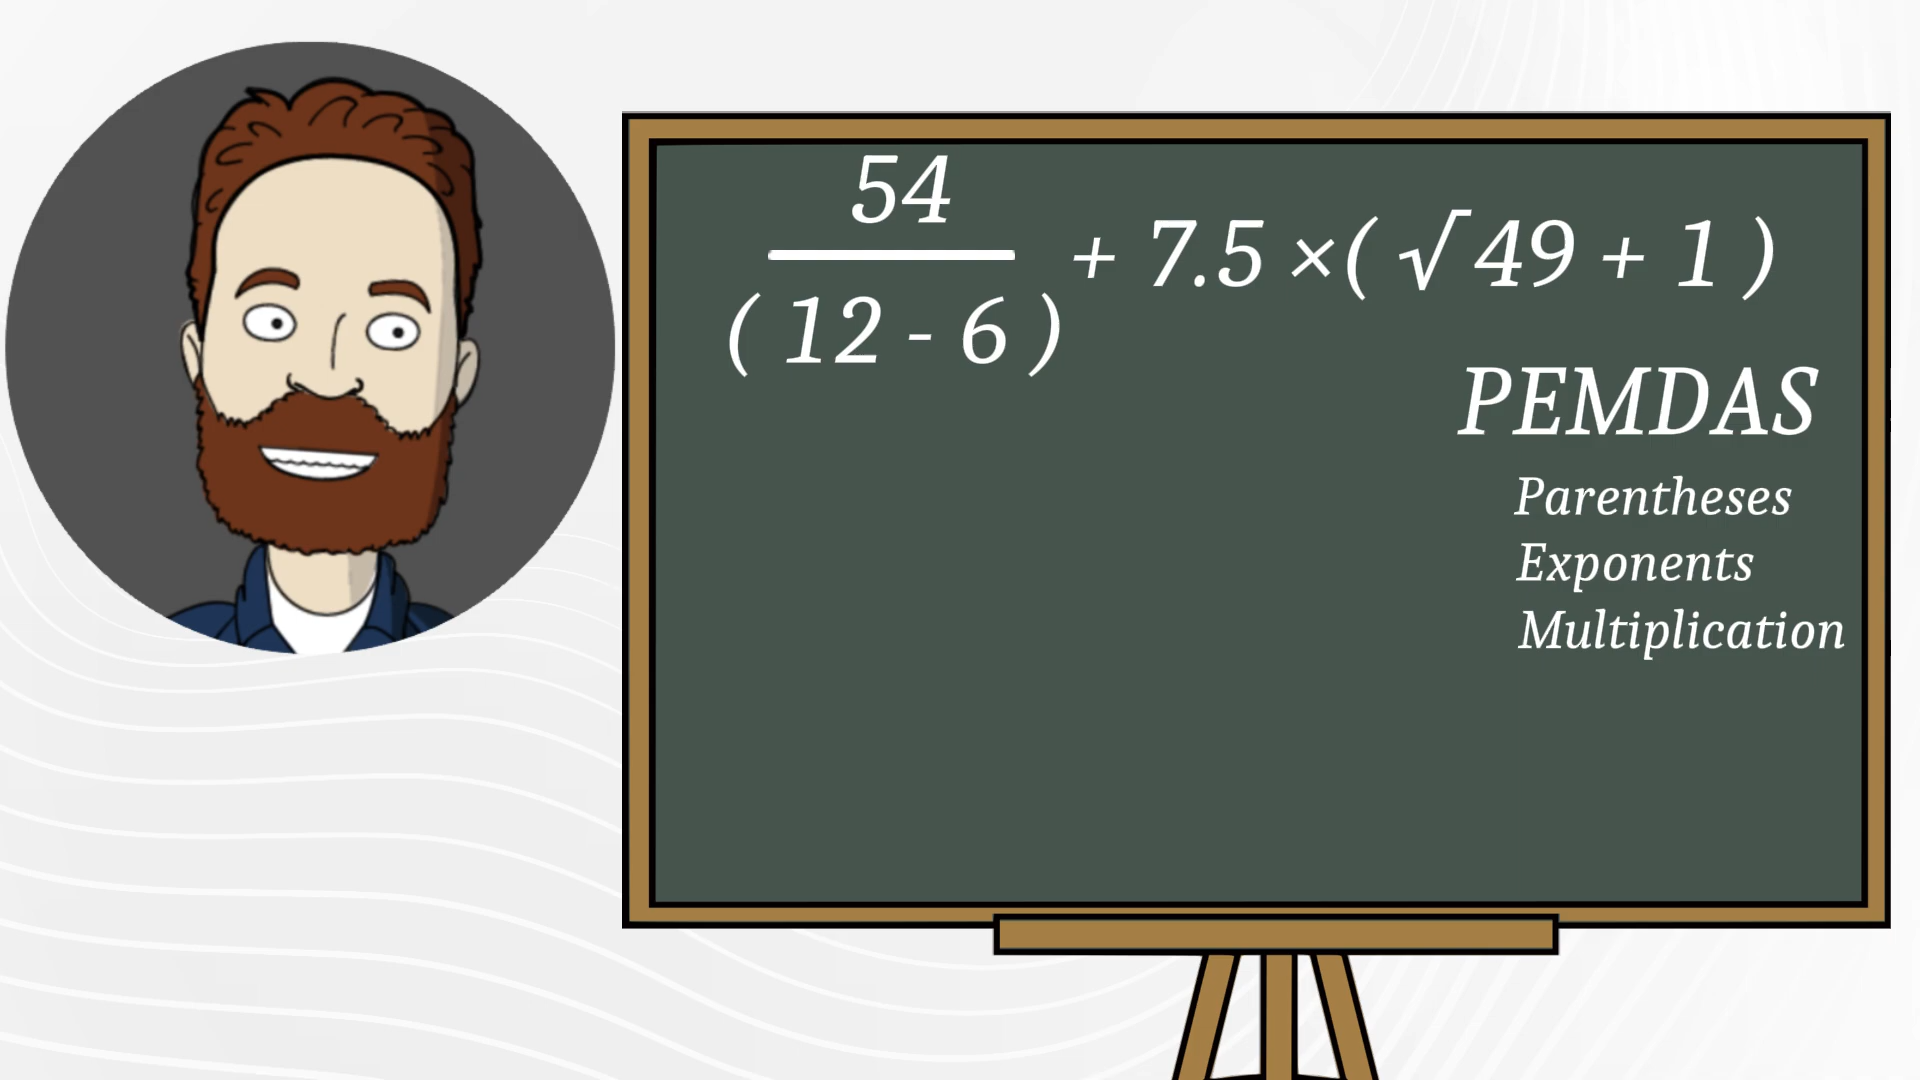 54
( 12 - 6 )
+ 7.5 ×( √49 + 1 )
PEMDAS
Parentheses
Exponents
Multiplication